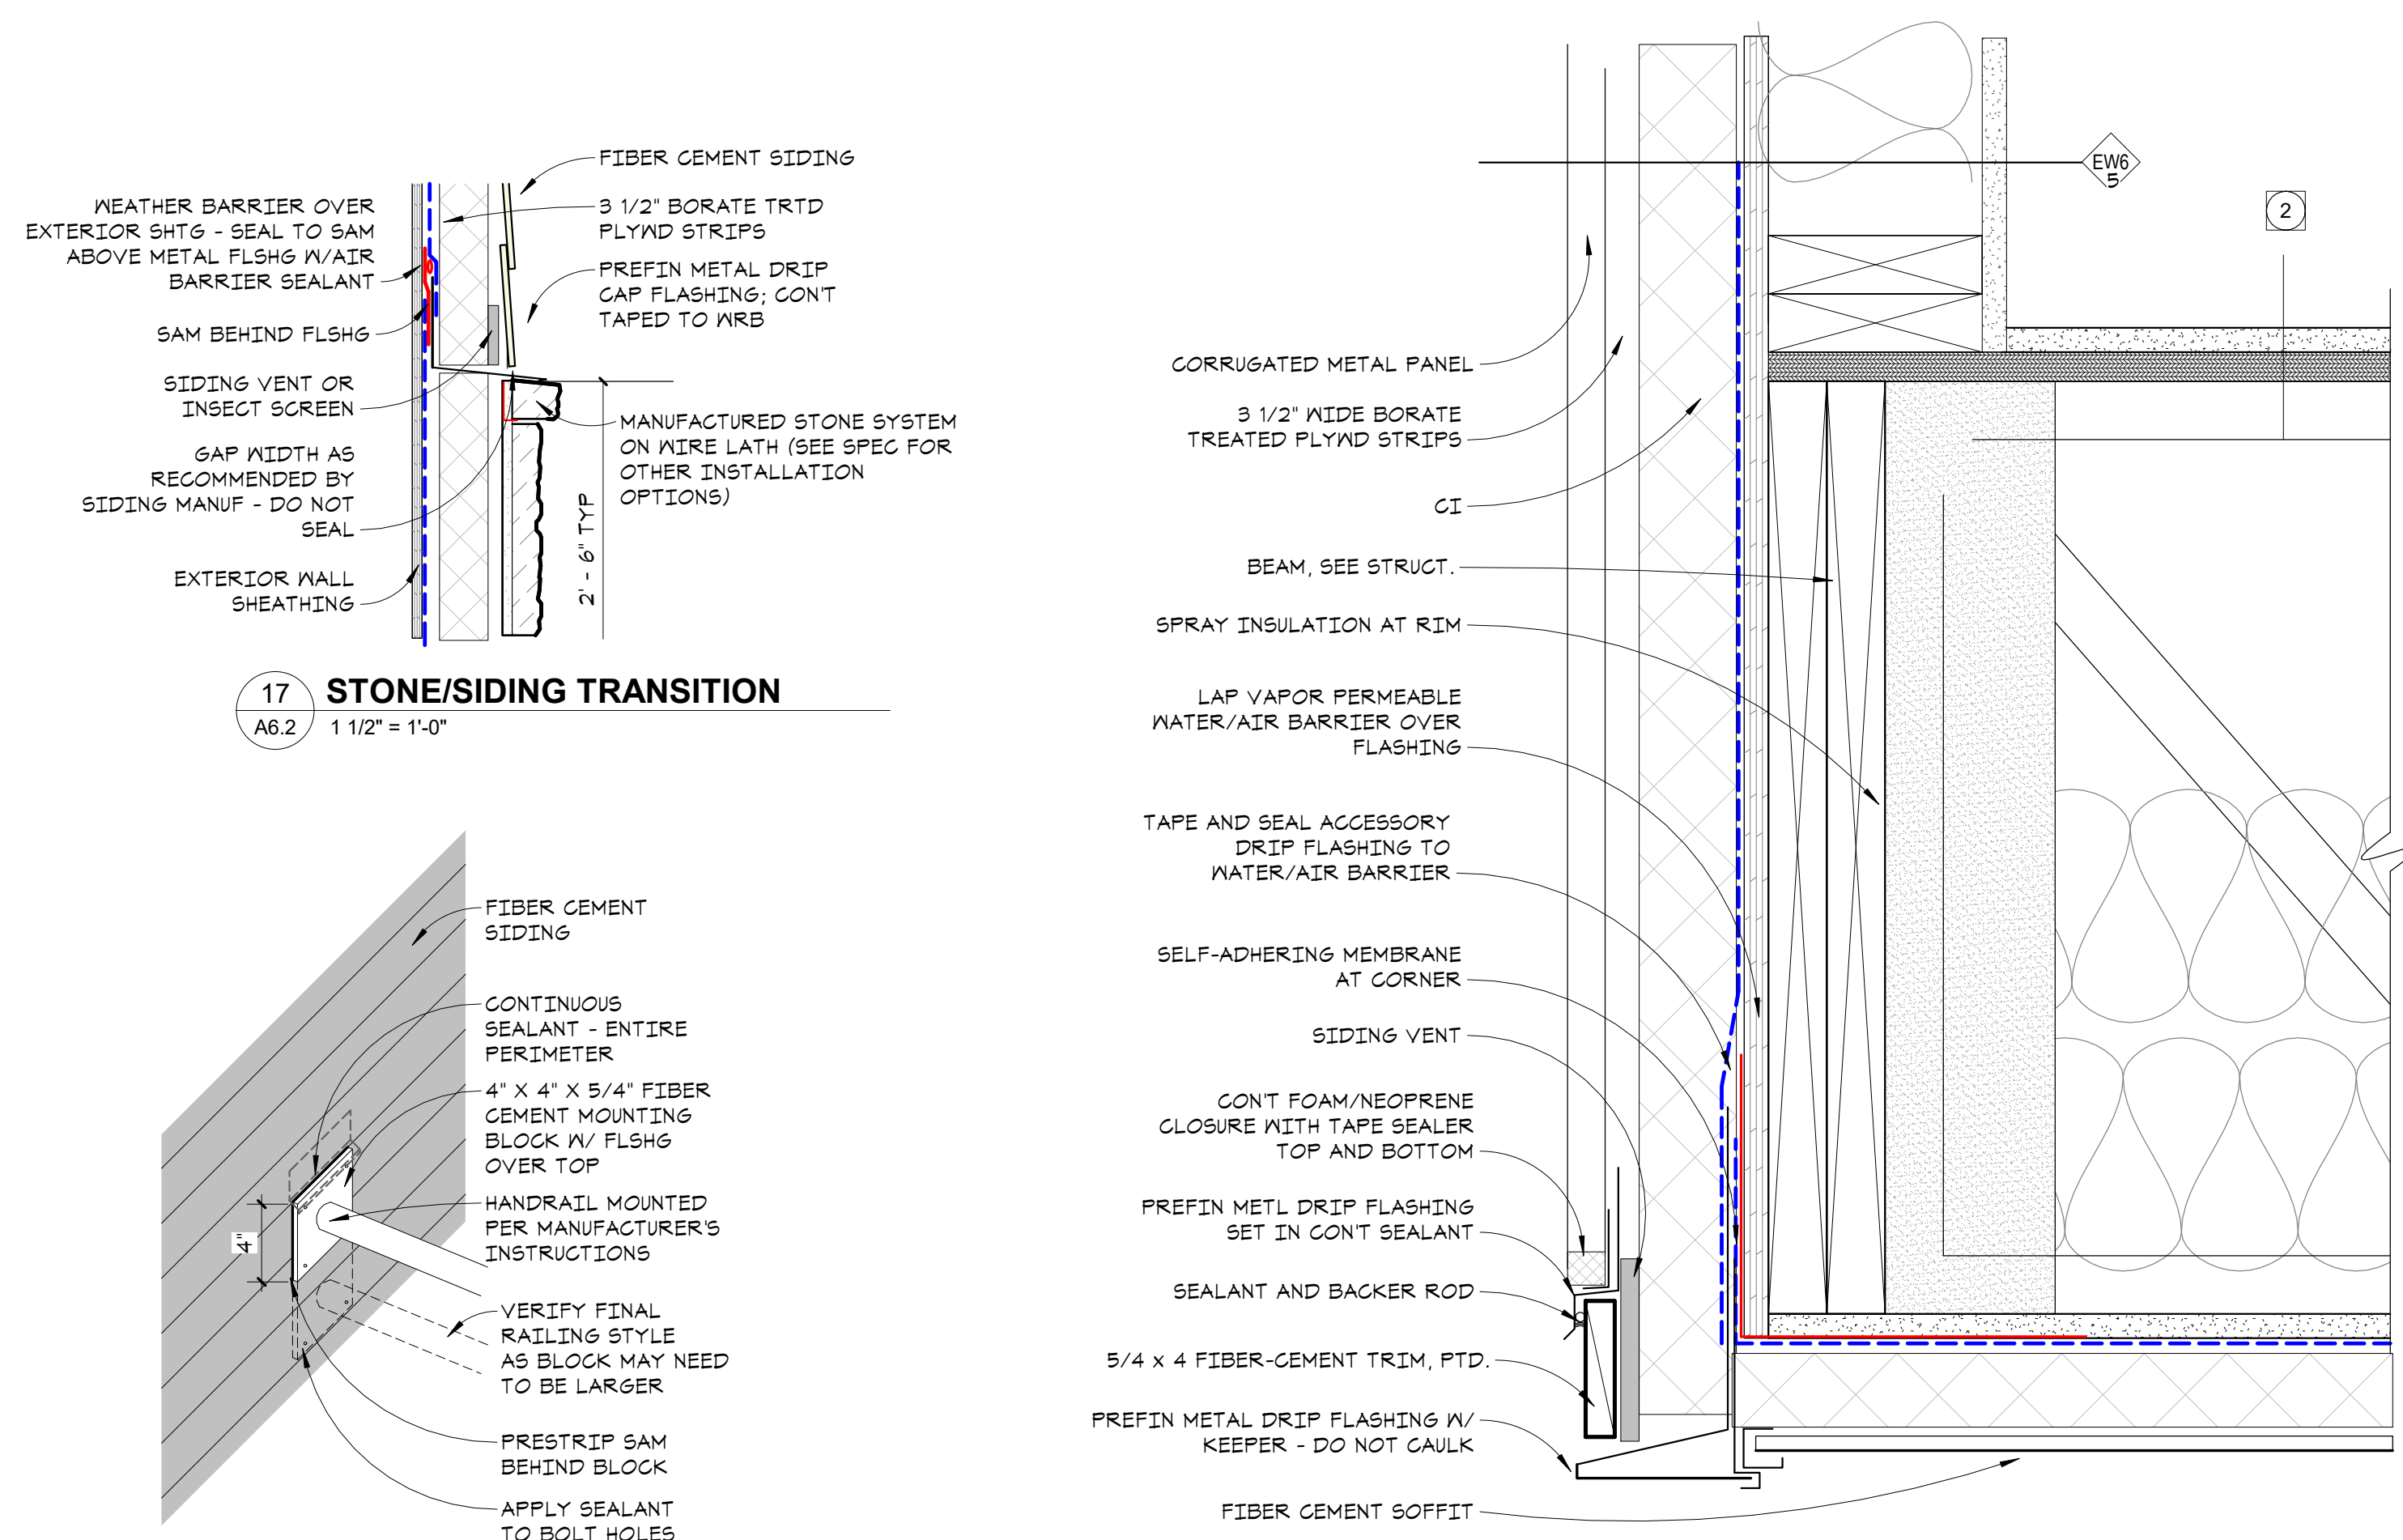 FIBER CEMENT SIDING
WEATHER BARRIER OVER
EXTERIOR SHTG - SEAL TO SAM
ABOVE METAL FLSHG W/AIR
BARRIER SEALANT
3 1/2" BORATE TRTD
PLYWD STRIPS
PREFIN METAL DRIP
CAP FLASHING; CON'T
TAPED TO WRB
SAM BEHIND FLSHG
SIDING VENT OR
INSECT SCREEN
MANUFACTURED STONE SYSTEM
ON WIRE LATH (SEE SPEC FOR
OTHER INSTALLATION
OPTIONS)
GAP WIDTH AS
RECOMMENDED BY
SIDING MANUF - DO NOT
SEAL
2' - 6" TYP
EXTERIOR WALL
SHEATHING
17
A6.2
STONE/SIDING TRANSITION
1 1/2" = 1'-0"
FIBER CEMENT
SIDING
CONTINUOUS
SEALANT - ENTIRE
PERIMETER
4" X 4" X 5/4" FIBER
CEMENT MOUNTING
BLOCK W/ FLSHG
OVER TOP
HANDRAIL MOUNTED
PER MANUFACTURER'S
INSTRUCTIONS
4"
VERIFY FINAL
RAILING STYLE
AS BLOCK MAY NEED
TO BE LARGER
PRESTRIP SAM
BEHIND BLOCK
APPLY SEALANT
TO BOLT HOLES
EW6
5
2
CORRUGATED METAL PANEL
3 1/2" WIDE BORATE
TREATED PLYWD STRIPS
CI
BEAM, SEE STRUCT.
SPRAY INSULATION AT RIM
LAP VAPOR PERMEABLE
WATER/AIR BARRIER OVER
FLASHING
TAPE AND SEAL ACCESSORY
DRIP FLASHING TO
WATER/AIR BARRIER
SELF-ADHERING MEMBRANE
AT CORNER
SIDING VENT
CON'T FOAM/NEOPRENE
CLOSURE WITH TAPE SEALER
TOP AND BOTTOM
PREFIN METL DRIP FLASHING
SET IN CON'T SEALANT
SEALANT AND BACKER ROD
5/4 x 4 FIBER-CEMENT TRIM, PTD.
PREFIN METAL DRIP FLASHING W/
KEEPER - DO NOT CAULK
FIBER CEMENT SOFFIT